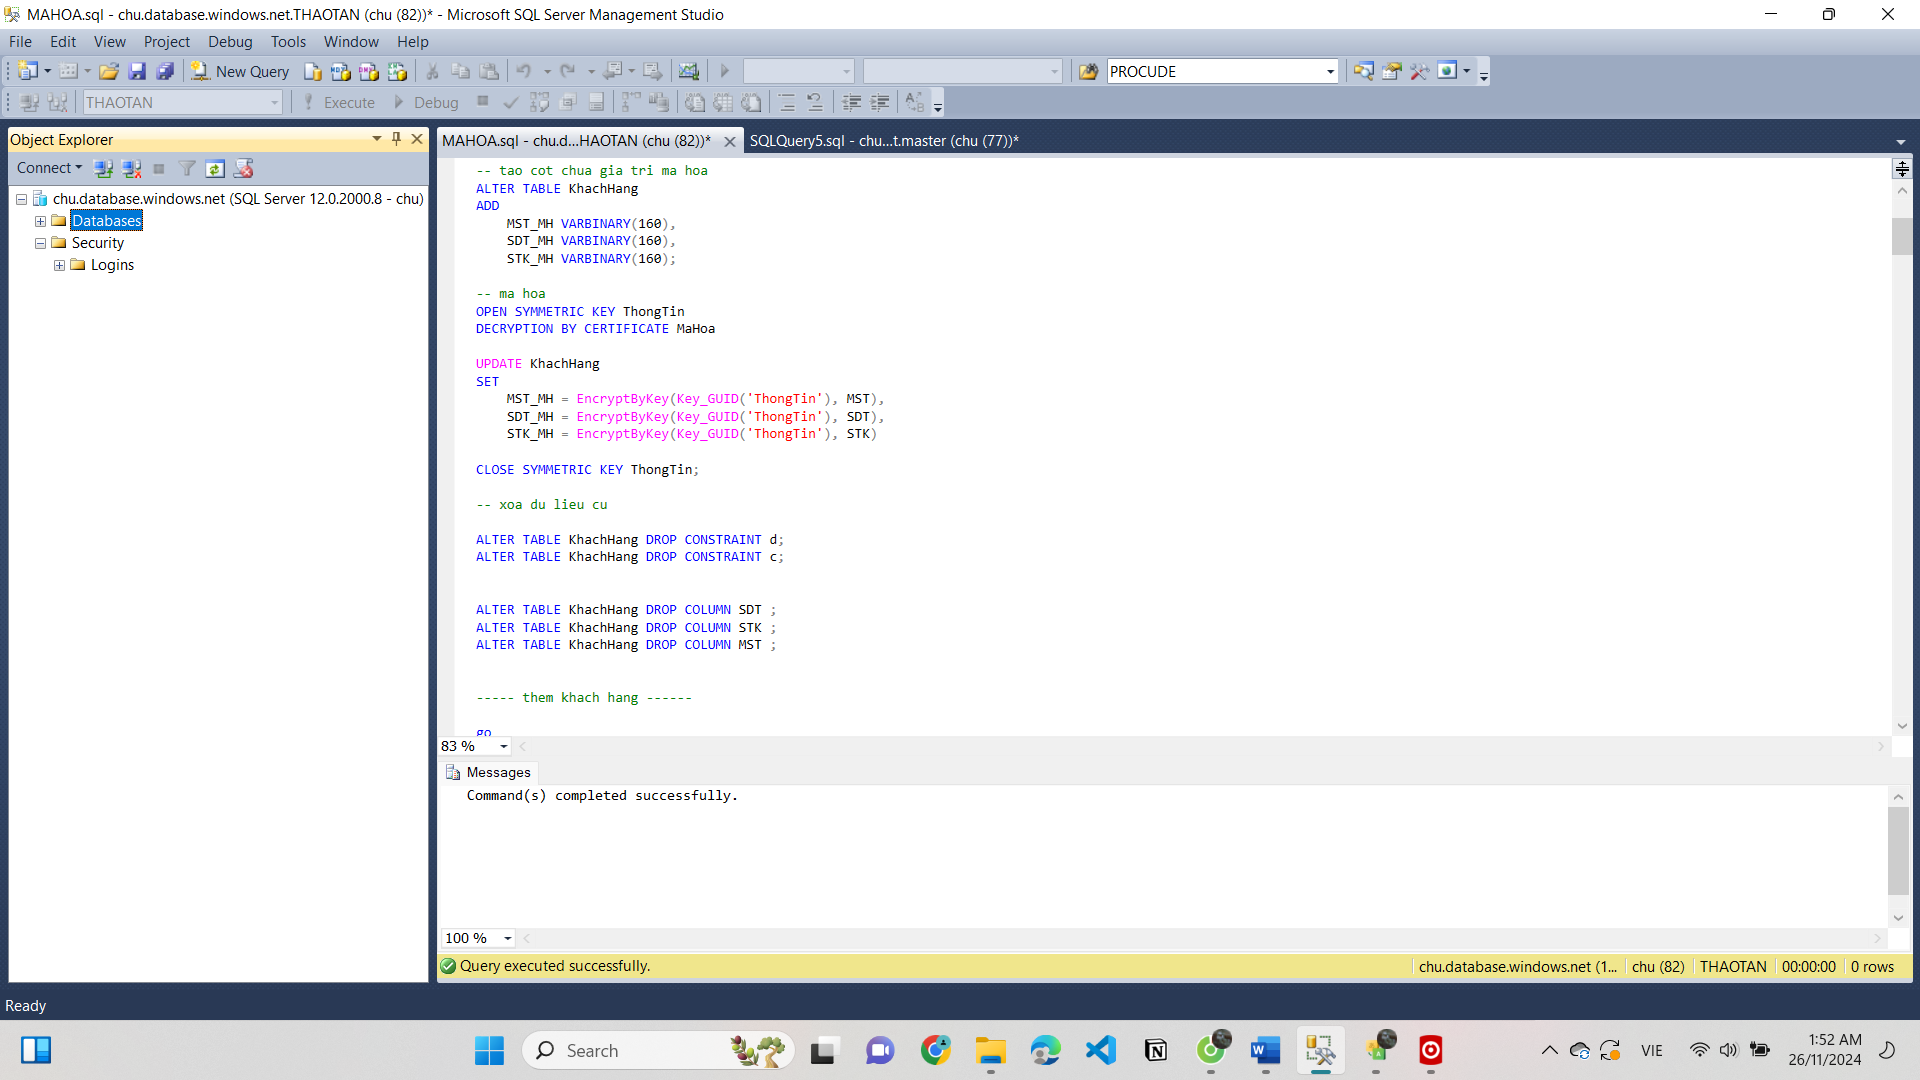 MAHOA.sql - chu.database.windows.net.THAOTAN (chu (82))* - Microsoft SQL Server Management Studio
File Edit View Project Debug Tools Window Help
New Query
PROCUDE
THAOTAN
Execute
Debug
Object Explorer
Connect
chu.database.windows.net (SQL Server 12.0.2000.8 - chu)
Databases
Security
Logins
MAHOA.sql - chu.d...HAOTAN (chu (82))*
SQLQuery5.sql - chu...t.master (chu (77))*
-- tao cot chua gia tri ma hoa
ALTER TABLE KhachHang
ADD
MST_MH VARBINARY(160),
SDT_MH VARBINARY(160),
STK_MH VARBINARY(160);
-- ma hoa
OPEN SYMMETRIC KEY ThongTin
DECRYPTION BY CERTIFICATE MaHoa
UPDATE KhachHang
SET
MST_MH = EncryptByKey(Key_GUID('ThongTin'), MST),
SDT_MH = EncryptByKey(Key_GUID('ThongTin'), SDT),
STK_MH = EncryptByKey(Key_GUID('ThongTin'), STK)
CLOSE SYMMETRIC KEY ThongTin;
-- xoa du lieu cu
ALTER TABLE KhachHang DROP CONSTRAINT d;
ALTER TABLE KhachHang DROP CONSTRAINT c;
ALTER TABLE KhachHang DROP COLUMN SDT ;
ALTER TABLE KhachHang DROP COLUMN STK ;
ALTER TABLE KhachHang DROP COLUMN MST ;
----- them khach hang ------
go
83 %
Messages
Command(s) completed successfully.
100 %
Query executed successfully.
chu.database.windows.net (1...
chu (82)
THAOTAN
00:00:00
0 rows
Ready
Search
VIE
1:52 AM
26/11/2024